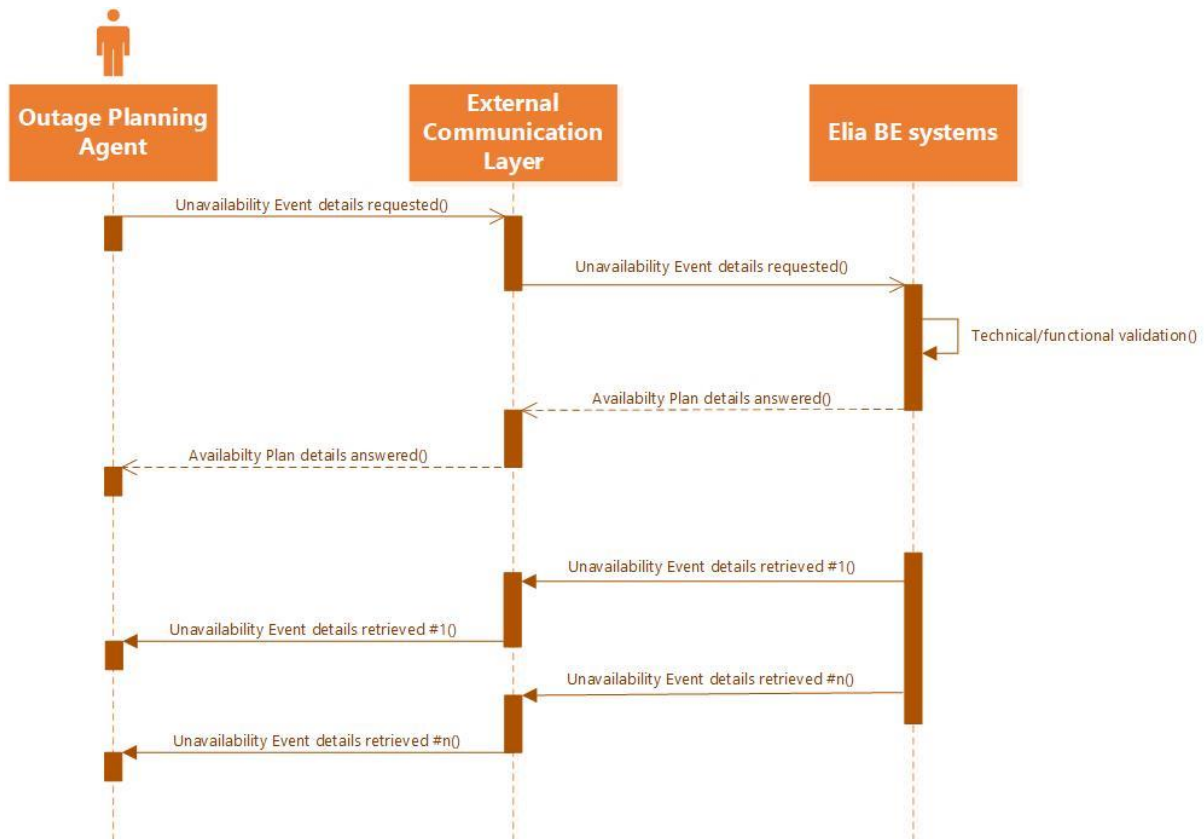 Outage Planning
Agent
External
Communication
Layer
Elia BE systems
Unavailability Event details requested()
Unavailability Event details requested()
Technical/functional validation()
Availabilty Plan details answered()
Availabilty Plan details answered()
Unavailability Event details retrieved #1()
Unavailability Event details retrieved #1()
Unavailability Event details retrieved #n()
Unavailability Event details retrieved #n()